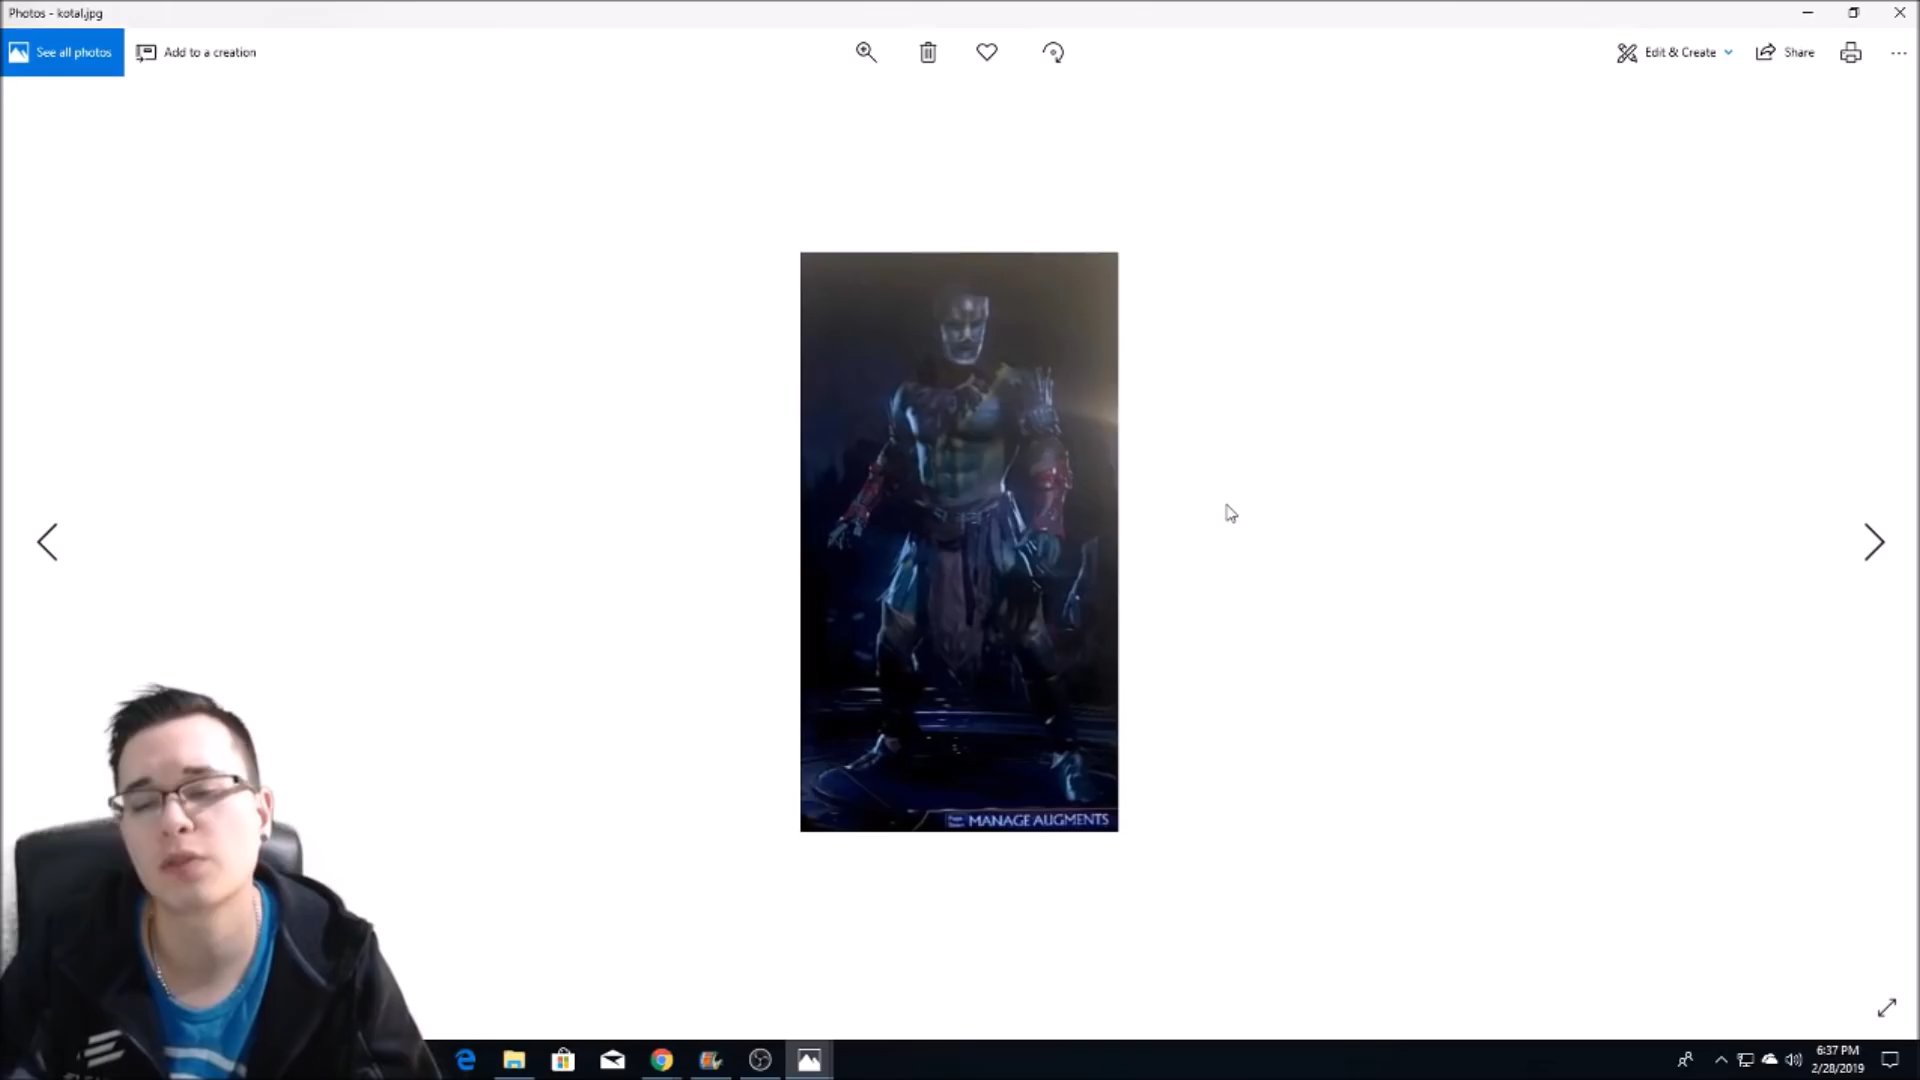 Photos - kotal.jpg
See all photos
Add to a creation
Edit & Create
Share
MANAGE AUGMENTS
6:37 PM
2/28/2019